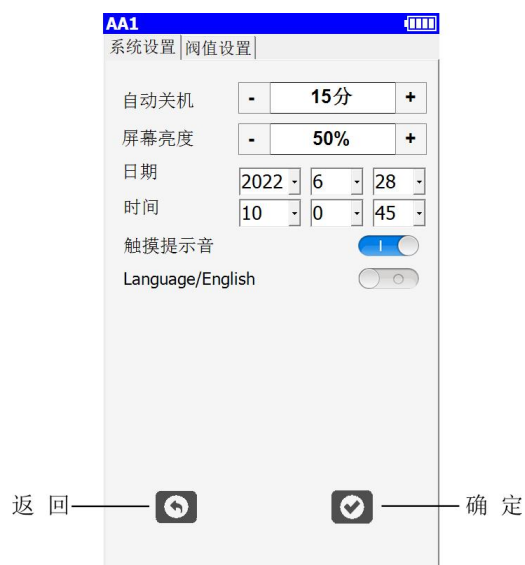 AA1
系统设置 阀值设置
自动关机 - 15分 +
屏幕亮度 - 50% +
日期 2022 6 28
时间 10 0 45
触摸提示音
Language/English
返 回 确 定